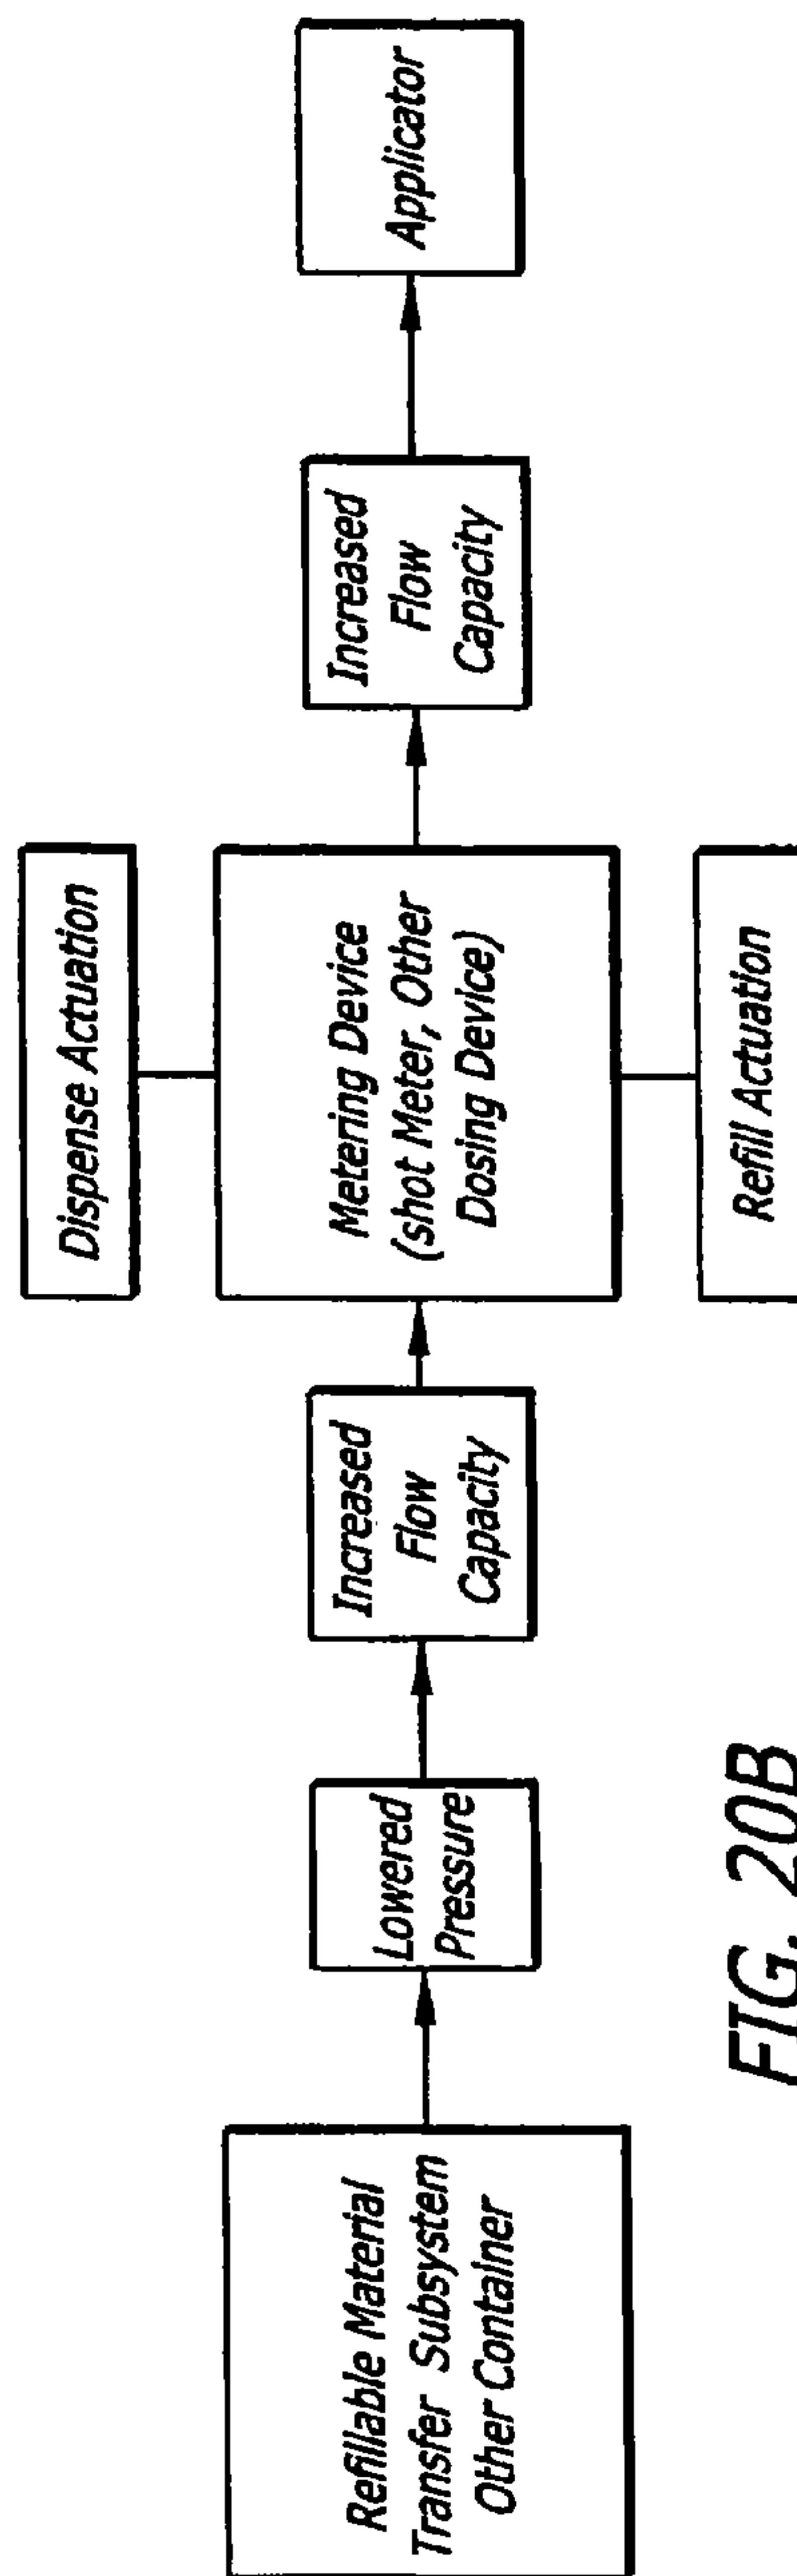 Refillable Material
Transfer Subsystem
Other Container
Lowered
Pressure
Increased
Flow
Capacity
Dispense Actuation
Metering Device
(shot Meter, Other
Dosing Device)
Refill Actuation
Increased
Flow
Capacity
Applicator
FIG. 20B